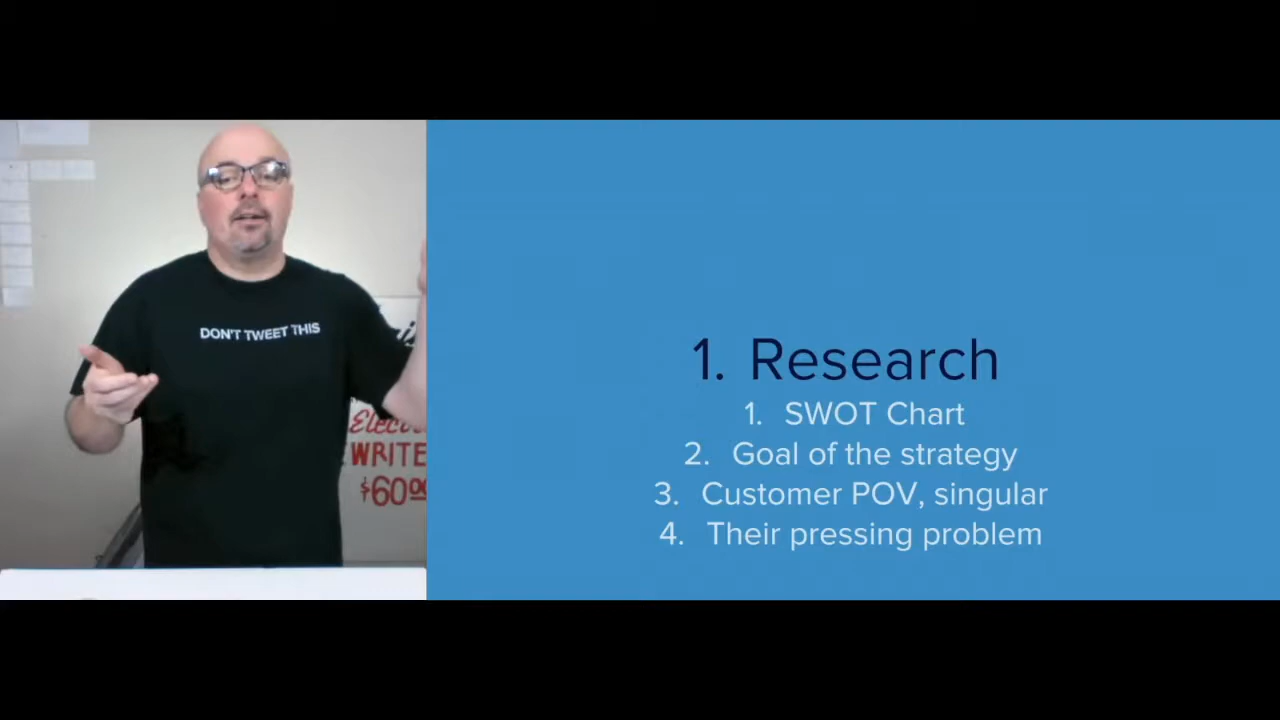 DON'T TWEET THIS
WRITE
$60.00
1. Research
1. SWOT Chart
2. Goal of the strategy
3. Customer POV, singular
4. Their pressing problem